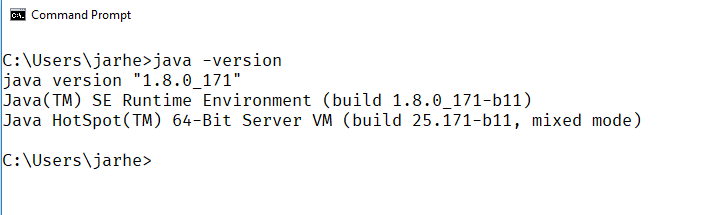 Command Prompt
C:\Users\jarhe>java -version
java version "1.8.0_171"
Java(TM) SE Runtime Environment (build 1.8.0_171-b11)
Java HotSpot(TM) 64-Bit Server VM (build 25.171-b11, mixed mode)
C:\Users\jarhe>